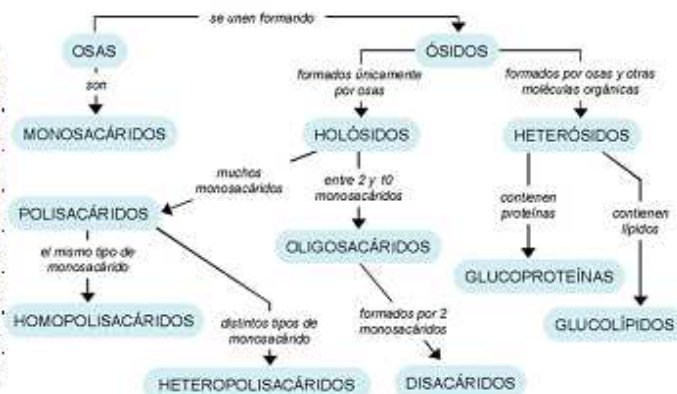 se unen formando
OSAS
ÓSIDOS
son
formados únicamente
por osas
formados por osas y otras
moléculas orgánicas
MONOSACÁRIDOS
HOLÓSIDOS
HETERÓSIDOS
muchos
monosacáridos
entre 2 y 10
monosacáridos
contienen
proteínas
contienen
lípidos
POLISACÁRIDOS
OLIGOSACÁRIDOS
el mismo tipo de
monosacárido
GLUCOPROTEÍNAS
HOMOPOLISACÁRIDOS
distintos tipos de
monosacárido
formados por 2
monosacáridos
GLUCOLÍPIDOS
HETEROPOLISACÁRIDOS
DISACÁRIDOS